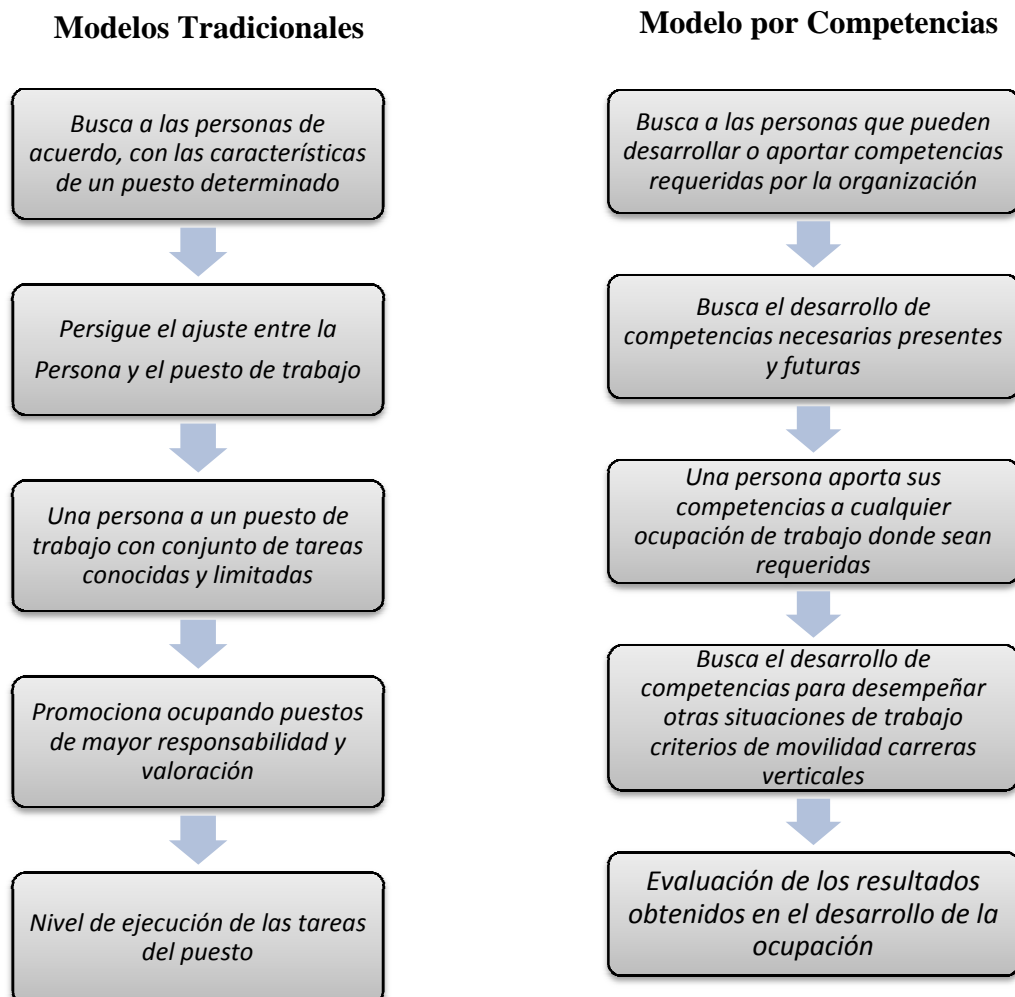 Modelos Tradicionales
Busca a las personas de
acuerdo, con las características
de un puesto determinado
Persigue el ajuste entre la
Persona y el puesto de trabajo
Una persona a un puesto de
trabajo con conjunto de tareas
conocidas y limitadas
Promociona ocupando puestos
de mayor responsabilidad y
valoración
Nivel de ejecución de las tareas
del puesto
Modelo por Competencias
Busca a las personas que pueden
desarrollar o aportar competencias
requeridas por la organización
Busca el desarrollo de
competencias necesarias presentes
y futuras
Una persona aporta sus
competencias a cualquier
ocupación de trabajo donde sean
requeridas
Busca el desarrollo de
competencias para desempeñar
otras situaciones de trabajo
criterios de movilidad carreras
verticales
Evaluación de los resultados
obtenidos en el desarrollo de la
ocupación